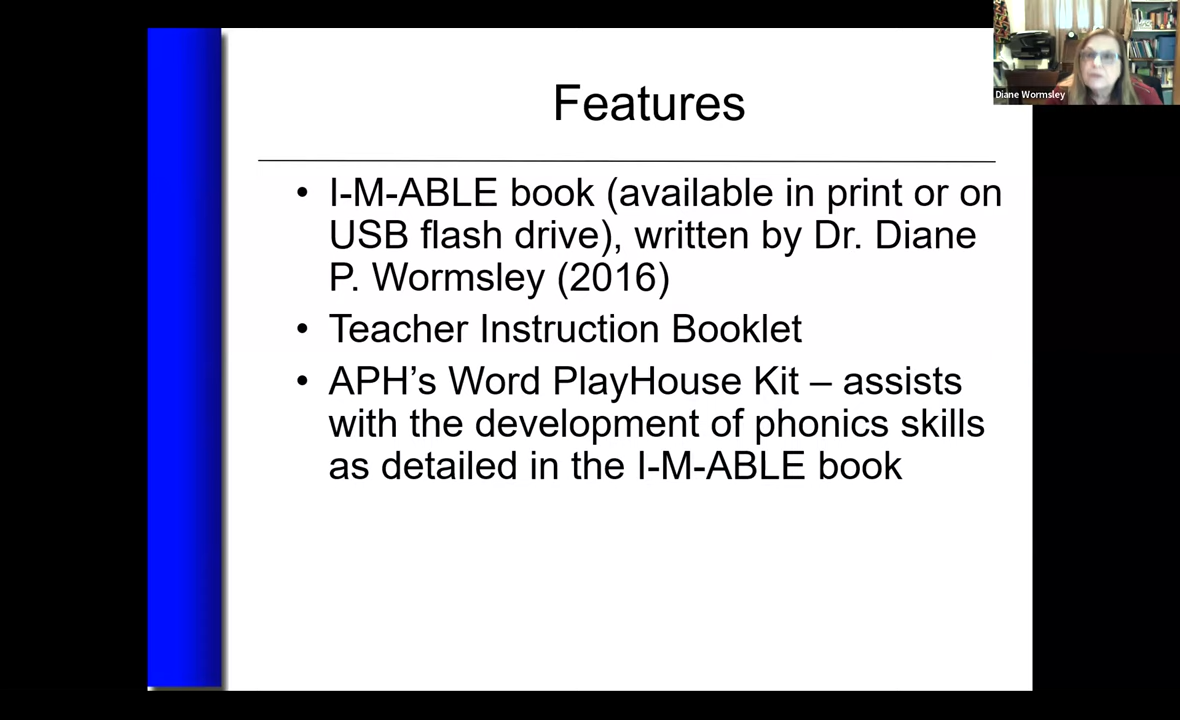 Diane Wormsley
Features
• I-M-ABLE book (available in print or on
USB flash drive), written by Dr. Diane
P. Wormsley (2016)
• Teacher Instruction Booklet
• APH’s Word PlayHouse Kit – assists
with the development of phonics skills
as detailed in the I-M-ABLE book